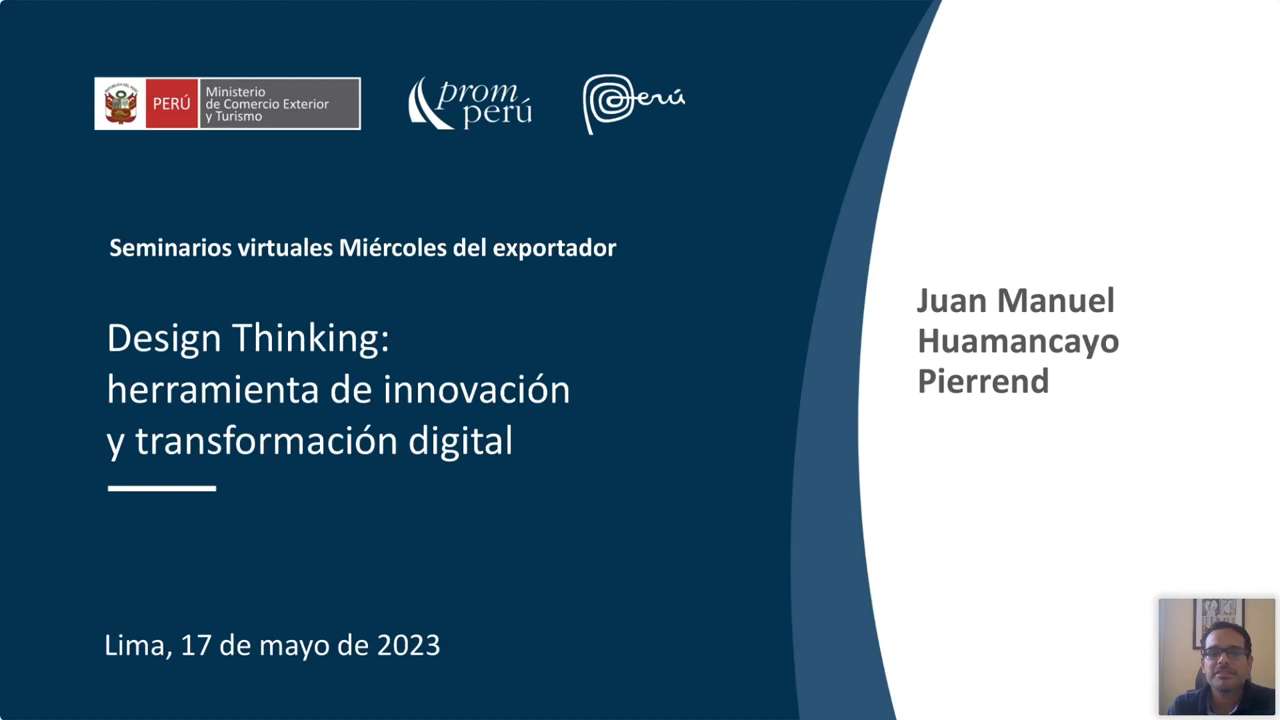 PERÚ
Ministerio
de Comercio Exterior
y Turismo
prom
perú
Perú
Seminarios virtuales Miércoles del exportador
Design Thinking:
herramienta de innovación
y transformación digital
Juan Manuel
Huamancayo
Pierrend
Lima, 17 de mayo de 2023